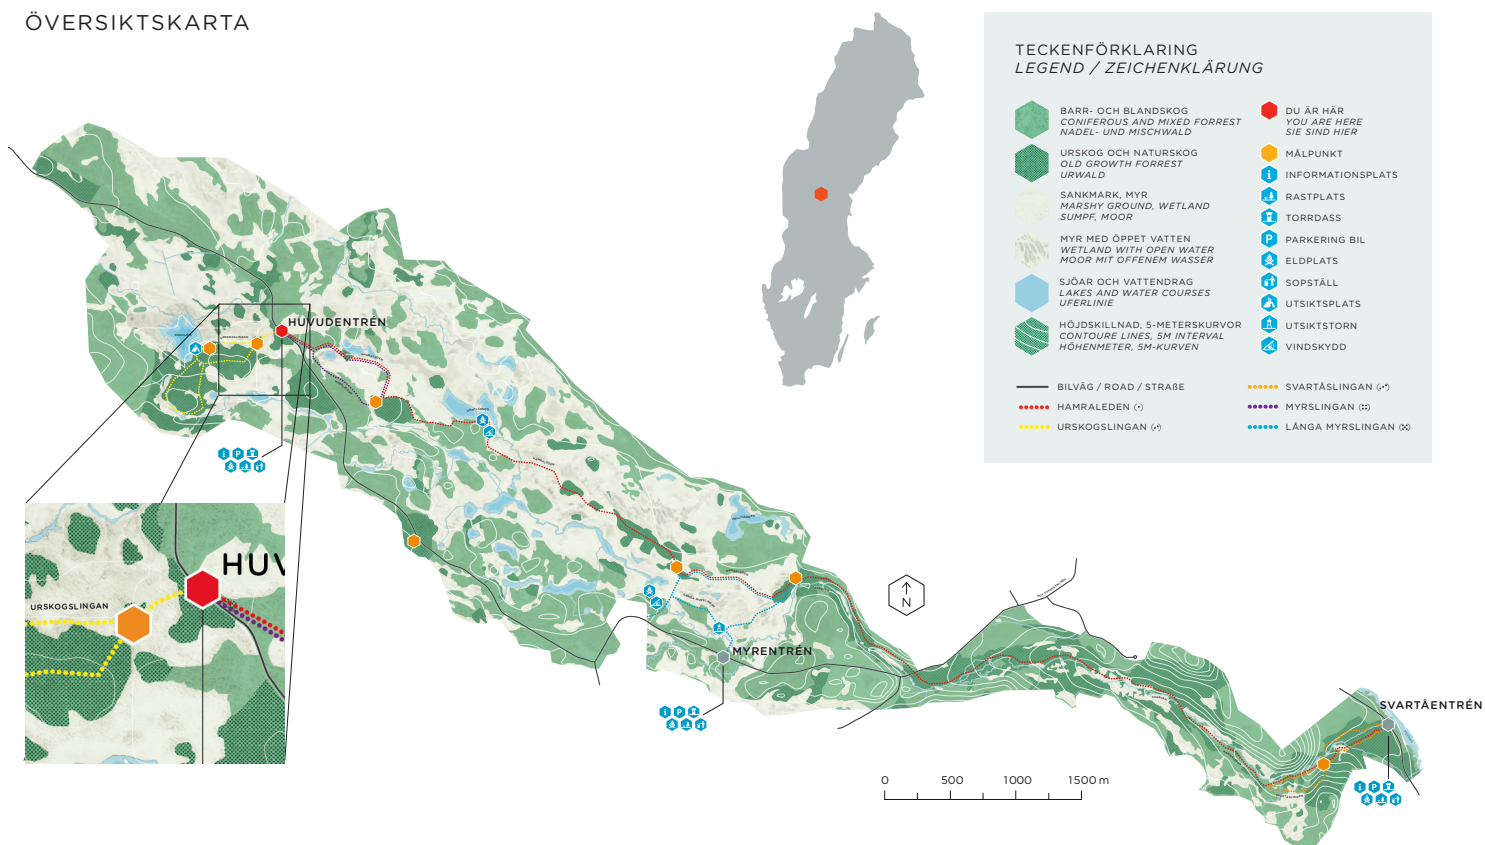 ÖVERSIKTSKARTA
TECKENFÖRKLARING
LEGEND / ZEICHENKLÄRUNG
BARR- OCH BLANDSKOG
CONIFEROUS AND MIXED FORREST
NADEL- UND MISCHWALD
URSKOG OCH NATURSKOG
OLD GROWTH FORREST
URWALD
SANKMARK, MYR
MARSHY GROUND, WETLAND
SUMPF, MOOR
MYR MED ÖPPET VATTEN
WETLAND WITH OPEN WATER
MOOR MIT OFFENEM WASSER
SJÖAR OCH VATTENDRAG
LAKES AND WATER COURSES
UFERLINIE
HÖJDSKILLNAD, 5-METERSKURVOR
CONTOURE LINES, 5M INTERVAL
HÖHENMETER, 5M-KURVEN
DU ÄR HÄR
YOU ARE HERE
SIE SIND HIER
MÅLPUNKT
i INFORMATIONSPLATS
RASTPLATS
TORRDASS
P PARKERING BIL
ELDPLATS
SOPSTÄLL
UTSIKTSPLATS
UTSIKTSTORN
VINDSKYDD
BILVÄG / ROAD / STRAßE
HAMRALEDEN
URSKOGSLINGAN
SVARTÅSLINGAN
MYRSLINGAN
LÅNGA MYRSLINGAN
HUVUDENTRÉN
i P
HUV
URSKOGSLINGAN
N
MYRENTRÉN
i P
SVARTÅENTRÉN
i P
0 500 1000 1500 m